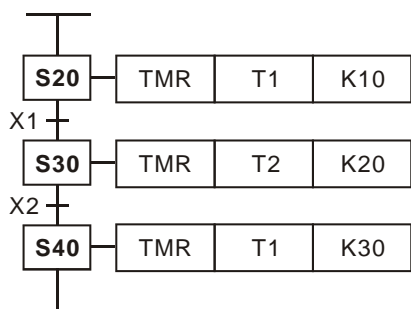 S20 TMR T1 K10
X1
S30 TMR T2 K20
X2
S40 TMR T1 K30